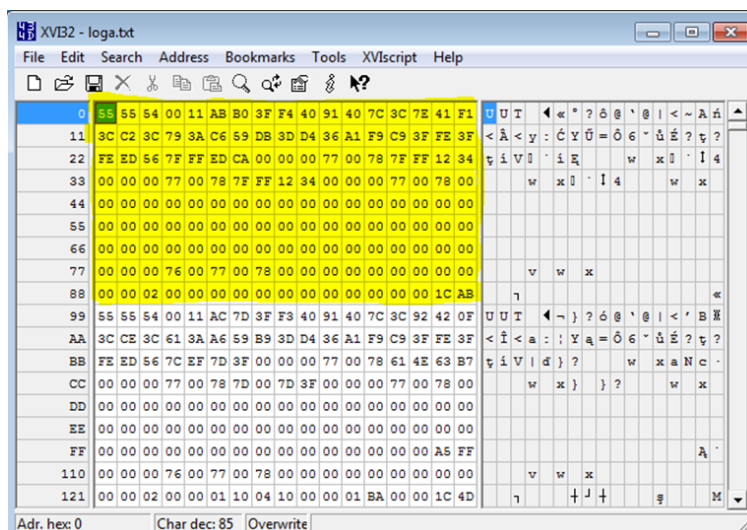 XVI32 - loga.txt
File Edit Search Address Bookmarks Tools XVIscript Help
0 55 55 54 00 11 AB B0 3F F4 40 91 40 7C 3C 7E 41 F1 U U T ◄ « ° ? ô @ ' @ | < ~ A ń
11 3C C2 3C 79 3A C6 59 DB 3D D4 36 A1 F9 C9 3F FE 3F < Â < y : Ć Y Ű = Ô 6 ˇ ů É ? ţ ?
22 FE ED 56 7F FF ED CA 00 00 00 77 00 78 7F FF 12 34 ţ í V ˙ í Ę w x ˙ ↕ 4
33 00 00 00 77 00 78 7F FF 12 34 00 00 00 77 00 78 00 w x ˙ ↕ 4 w x
44 00 00 00 00 00 00 00 00 00 00 00 00 00 00 00 00 00
55 00 00 00 00 00 00 00 00 00 00 00 00 00 00 00 00 00
66 00 00 00 00 00 00 00 00 00 00 00 00 00 00 00 00 00
77 00 00 00 76 00 77 00 78 00 00 00 00 00 00 00 00 00 v w x
88 00 00 02 00 00 00 00 00 00 00 00 00 00 00 00 1C AB ┐ «
99 55 55 54 00 11 AC 7D 3F F3 40 91 40 7C 3C 92 42 0F U U T ◄ ¬ } ? ó @ ' @ | < ' B
AA 3C CE 3C 61 3A A6 59 B9 3D D4 36 A1 F9 C9 3F FE 3F < Î < a : ¦ Y ą = Ô 6 ˇ ů É ? ţ ?
BB FE ED 56 7C EF 7D 3F 00 00 00 77 00 78 61 4E 63 B7 ţ í V | ď } ? w x a N c ·
CC 00 00 00 77 00 78 7D 00 7D 3F 00 00 00 77 00 78 00 w x } } ? w x
DD 00 00 00 00 00 00 00 00 00 00 00 00 00 00 00 00 00
EE 00 00 00 00 00 00 00 00 00 00 00 00 00 00 00 00 00
FF 00 00 00 00 00 00 00 00 00 00 00 00 00 00 00 A5 FF Ą ˙
110 00 00 00 76 00 77 00 78 00 00 00 00 00 00 00 00 00 v w x
121 00 00 02 00 00 01 10 04 10 00 00 01 BA 00 00 1C 4D ┐ ┼ ┘ ┼ ş M
Adr. hex: 0 Char dec: 85 Overwrite